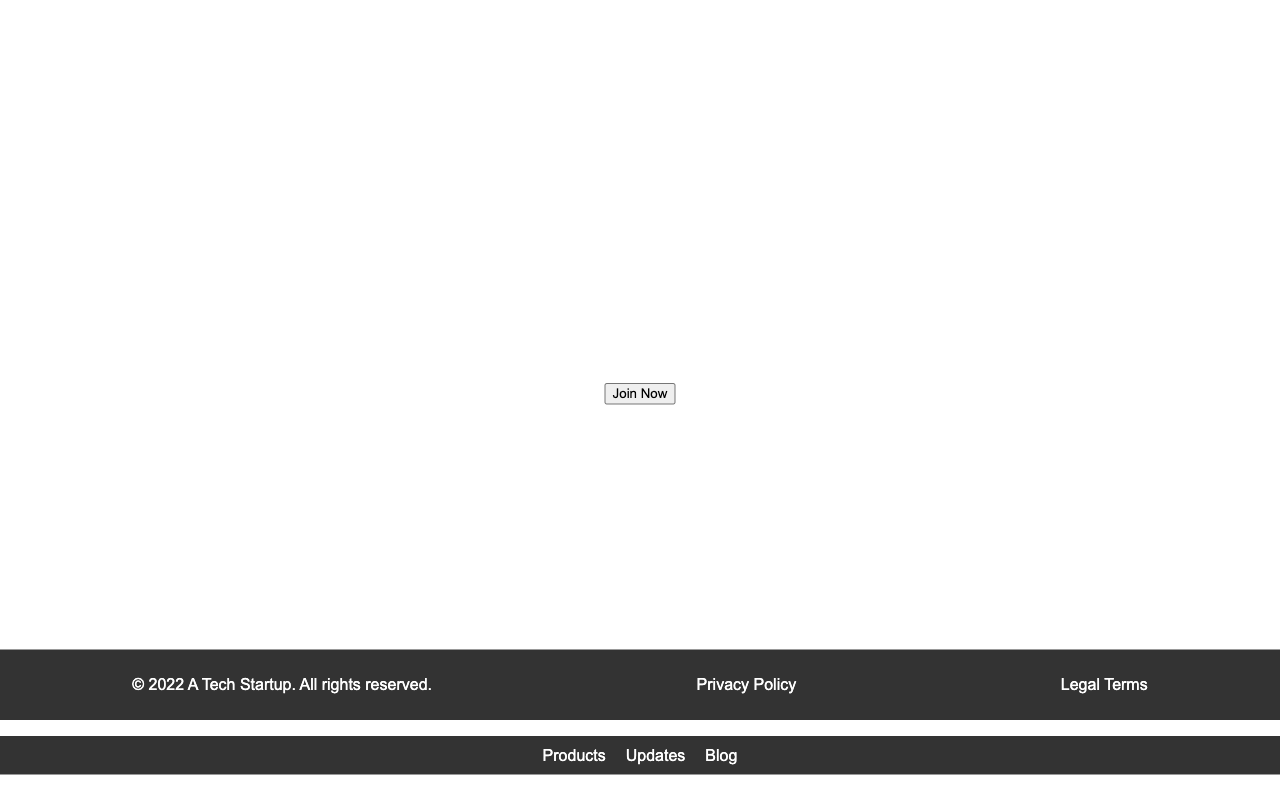 Join Now
© 2022 A Tech Startup. All rights reserved. Privacy Policy Legal Terms
Products Updates Blog